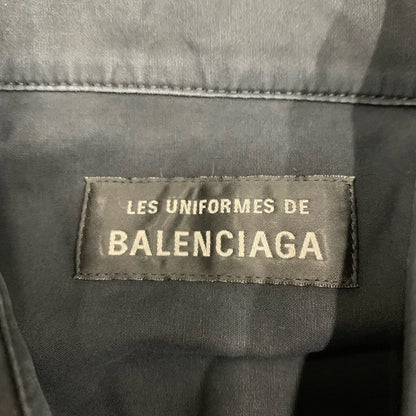 LES UNIFORMES DE
BALENCIAGA